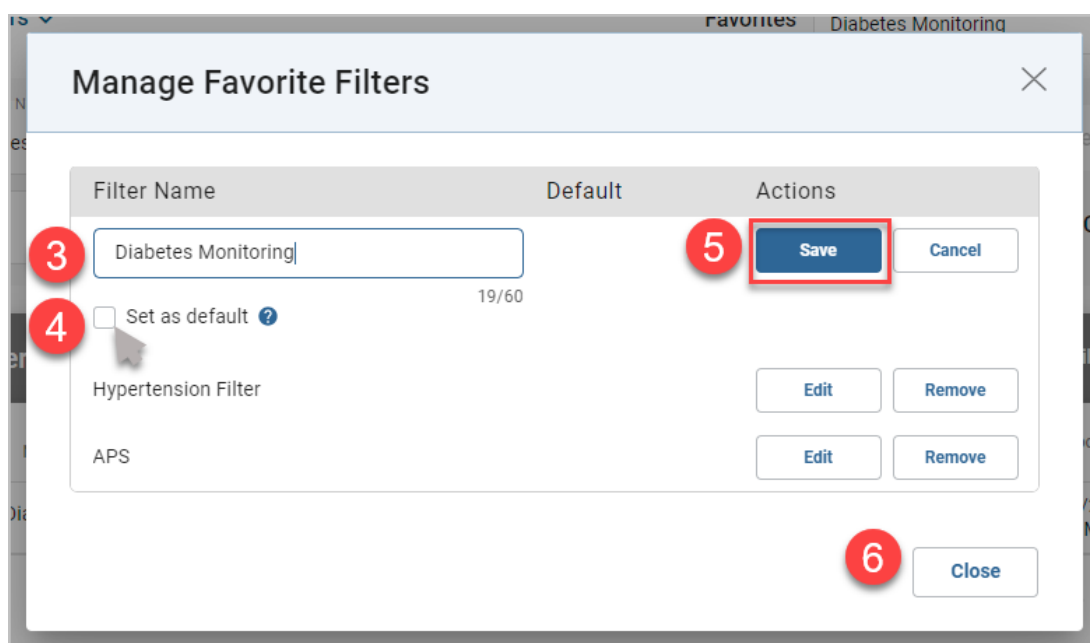 Favorites Diabetes Monitoring
Manage Favorite Filters
Filter Name Default Actions
3 Diabetes Monitoring 5 Save Cancel
19/60
4 Set as default ?
Hypertension Filter Edit Remove
APS Edit Remove
6 Close